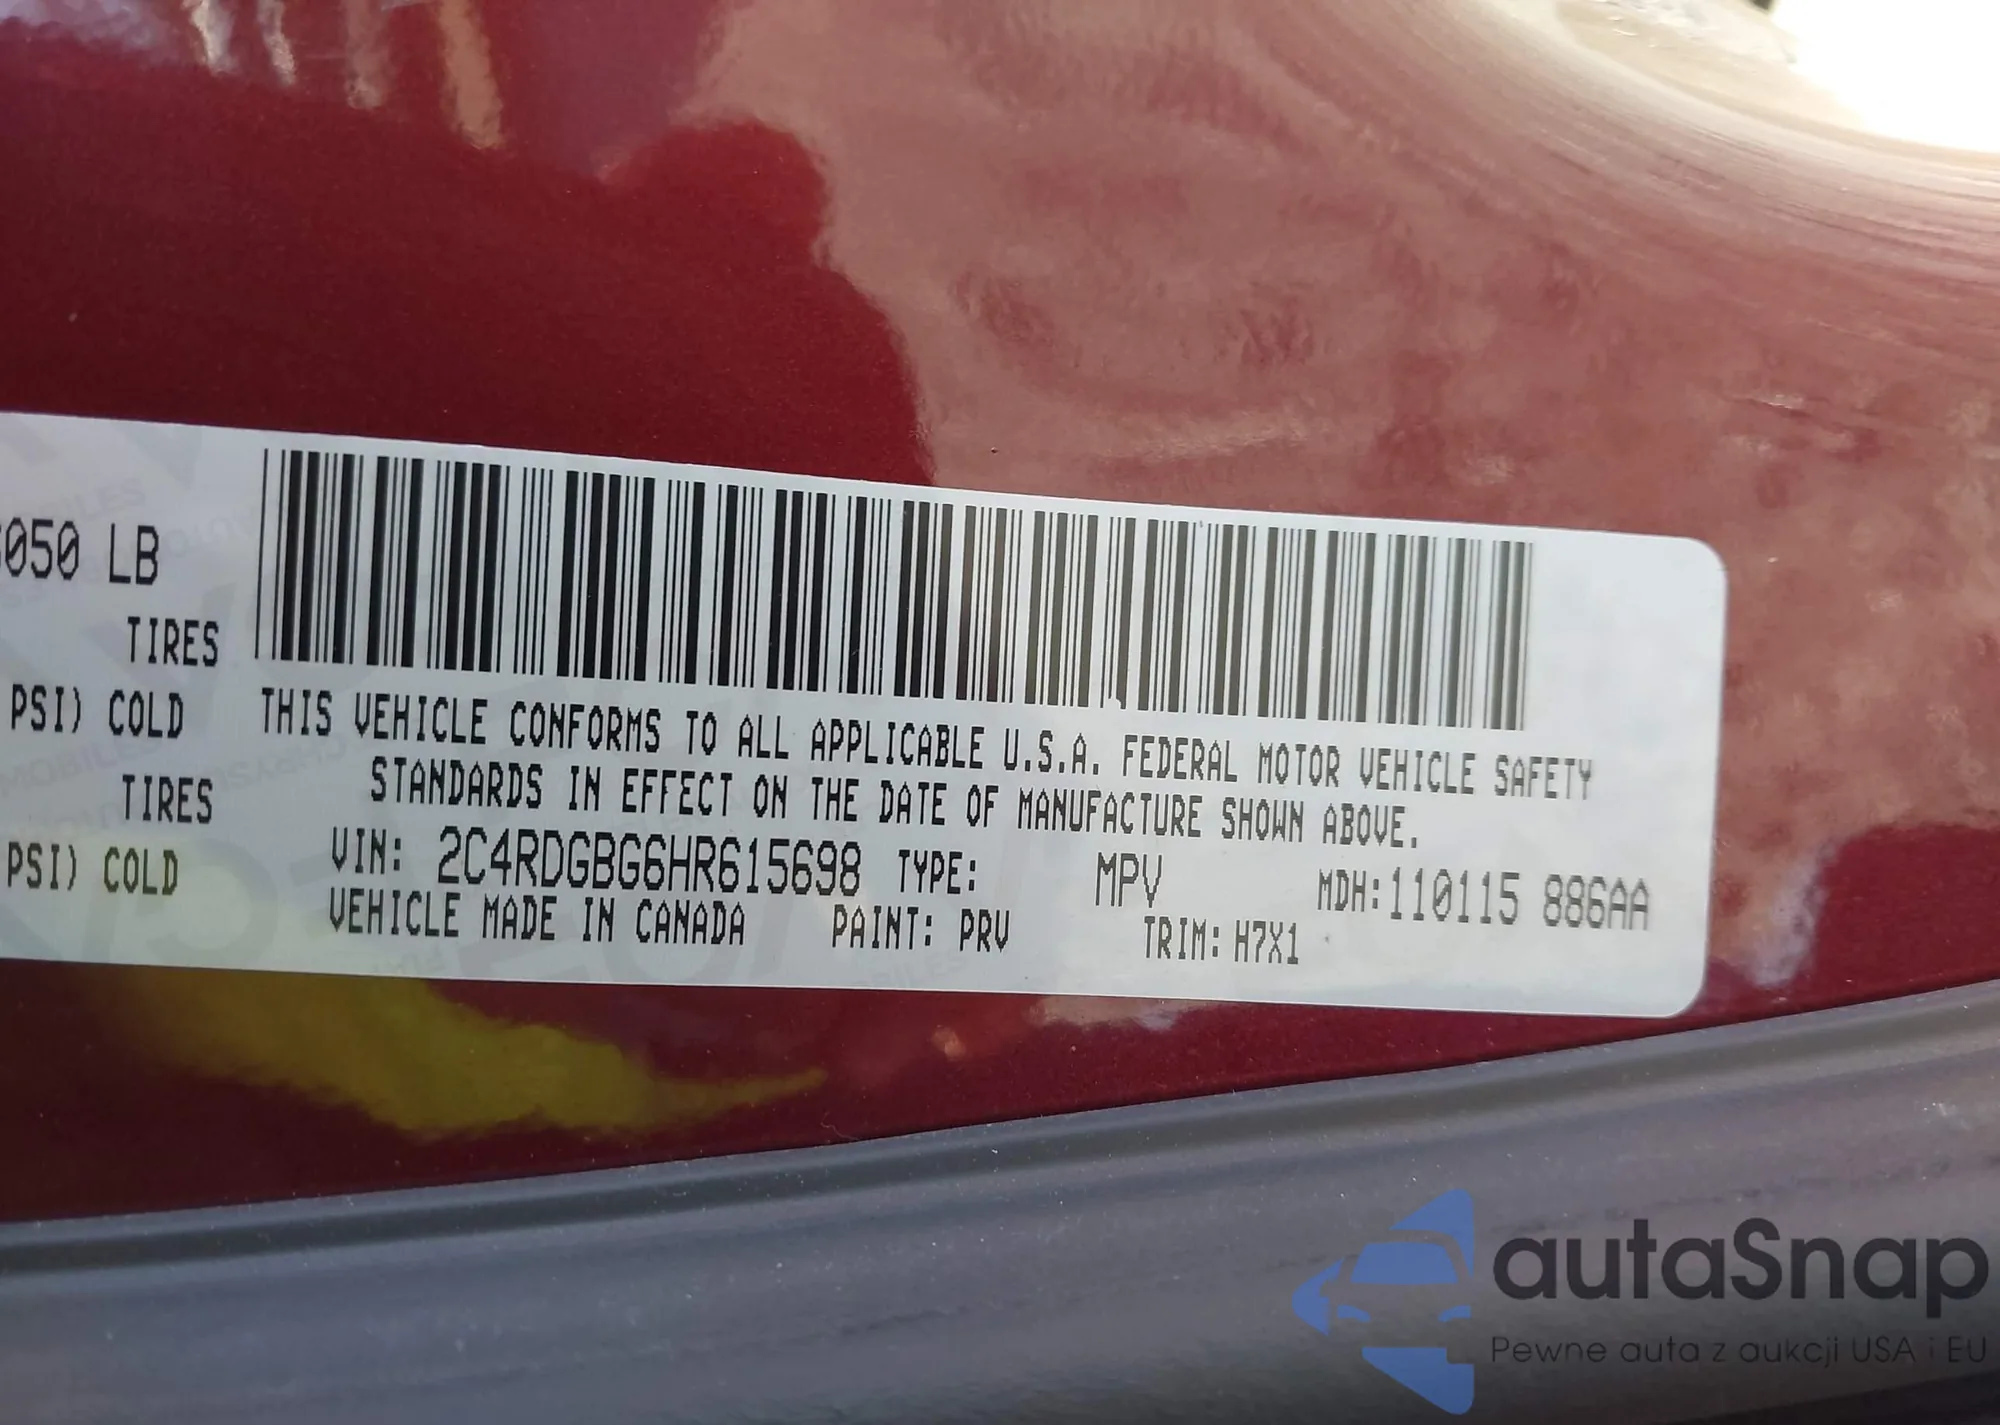 050 LB
TIRES
PSI) COLD
TIRES
PSI) COLD
THIS VEHICLE CONFORMS TO ALL APPLICABLE U.S.A. FEDERAL MOTOR VEHICLE SAFETY
STANDARDS IN EFFECT ON THE DATE OF MANUFACTURE SHOWN ABOVE.
VIN: 2C4RDGBG6HR615698 TYPE: MPV MDH: 110115 886AA
VEHICLE MADE IN CANADA PAINT: PRV TRIM: H7X1
autaSnap
Pewne auta z aukcji USA i EU